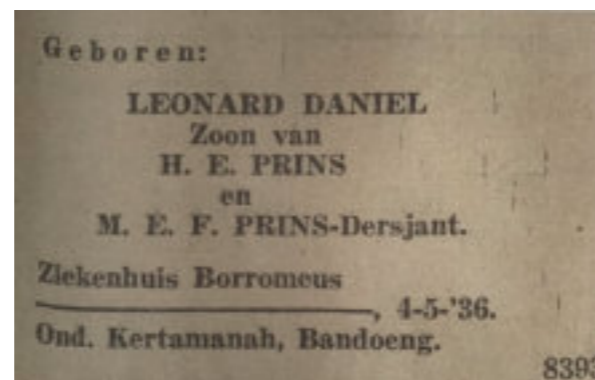 Geboren:
LEONARD DANIEL
Zoon van
H. E. PRINS
en
M. E. F. PRINS-Dersjant.
Ziekenhuis Borromeus
, 4-5-'36.
Ond. Kertamanah, Bandoeng.
8393